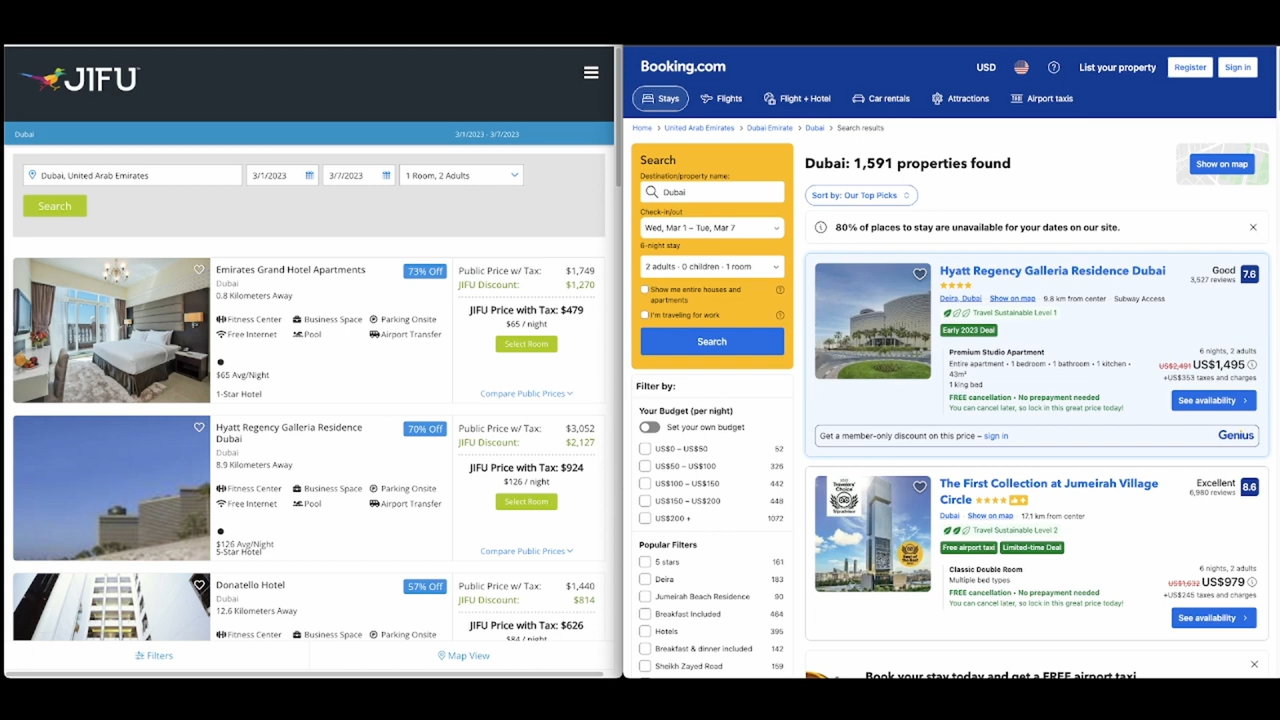 JIFU
Dubai
3/1/2023 - 3/7/2023
Dubai, United Arab Emirates
3/1/2023
3/7/2023
1 Room, 2 Adults
Search
Emirates Grand Hotel Apartments
73% Off
Dubai
0.8 Kilometers Away
Fitness Center Business Space Parking Onsite
Free Internet Pool Airport Transfer
$65 Avg/Night
1-Star Hotel
Public Price w/ Tax: $1,749
JIFU Discount: $1,270
JIFU Price with Tax: $479
$65 / night
Select Room
Compare Public Prices
Hyatt Regency Galleria Residence
Dubai
70% Off
Dubai
8.9 Kilometers Away
Fitness Center Business Space Parking Onsite
Free Internet Pool Airport Transfer
$126 Avg/Night
5-Star Hotel
Public Price w/ Tax: $3,052
JIFU Discount: $2,127
JIFU Price with Tax: $924
$126 / night
Select Room
Compare Public Prices
Donatello Hotel
57% Off
Dubai
12.6 Kilometers Away
Fitness Center Business Space Parking Onsite
Public Price w/ Tax: $1,440
JIFU Discount: $814
JIFU Price with Tax: $626
$84 / night
Filters
Map View
Booking.com
USD
List your property
Register
Sign in
Stays
Flights
Flight + Hotel
Car rentals
Attractions
Airport taxis
Home > United Arab Emirates > Dubai Emirate > Dubai > Search results
Search
Destination/property name:
Dubai
Check-in/out
Wed, Mar 1 – Tue, Mar 7
6-night stay
2 adults · 0 children · 1 room
Show me entire houses and
apartments
I'm traveling for work
Search
Filter by:
Your Budget (per night)
Set your own budget
US$0 – US$50 52
US$50 – US$100 326
US$100 – US$150 442
US$150 – US$200 448
US$200 + 1072
Popular Filters
5 stars 161
Deira 183
Jumeirah Beach Residence 90
Breakfast Included 464
Hotels 395
Breakfast & dinner included 142
Sheikh Zayed Road 159
Dubai: 1,591 properties found
Show on map
Sort by: Our Top Picks
80% of places to stay are unavailable for your dates on our site.
Hyatt Regency Galleria Residence Dubai
Good
3,527 reviews
7.6
Deira, Dubai Show on map 9.8 km from center Subway Access
Travel Sustainable Level 1
Early 2023 Deal
Premium Studio Apartment
Entire apartment • 1 bedroom • 1 bathroom • 1 kitchen •
43m²
1 king bed
FREE cancellation • No prepayment needed
You can cancel later, so lock in this great price today!
6 nights, 2 adults
US$2,491 US$1,495
+US$353 taxes and charges
See availability
Get a member-only discount on this price – sign in
Genius
The First Collection at Jumeirah Village
Circle
Excellent
6,980 reviews
8.6
Dubai Show on map 17.1 km from center
Travel Sustainable Level 2
Free airport taxi Limited-time Deal
Classic Double Room
Multiple bed types
FREE cancellation • No prepayment needed
You can cancel later, so lock in this great price today!
6 nights, 2 adults
US$1,632 US$979
+US$245 taxes and charges
See availability
Book your stay today and get a FREE airport taxi